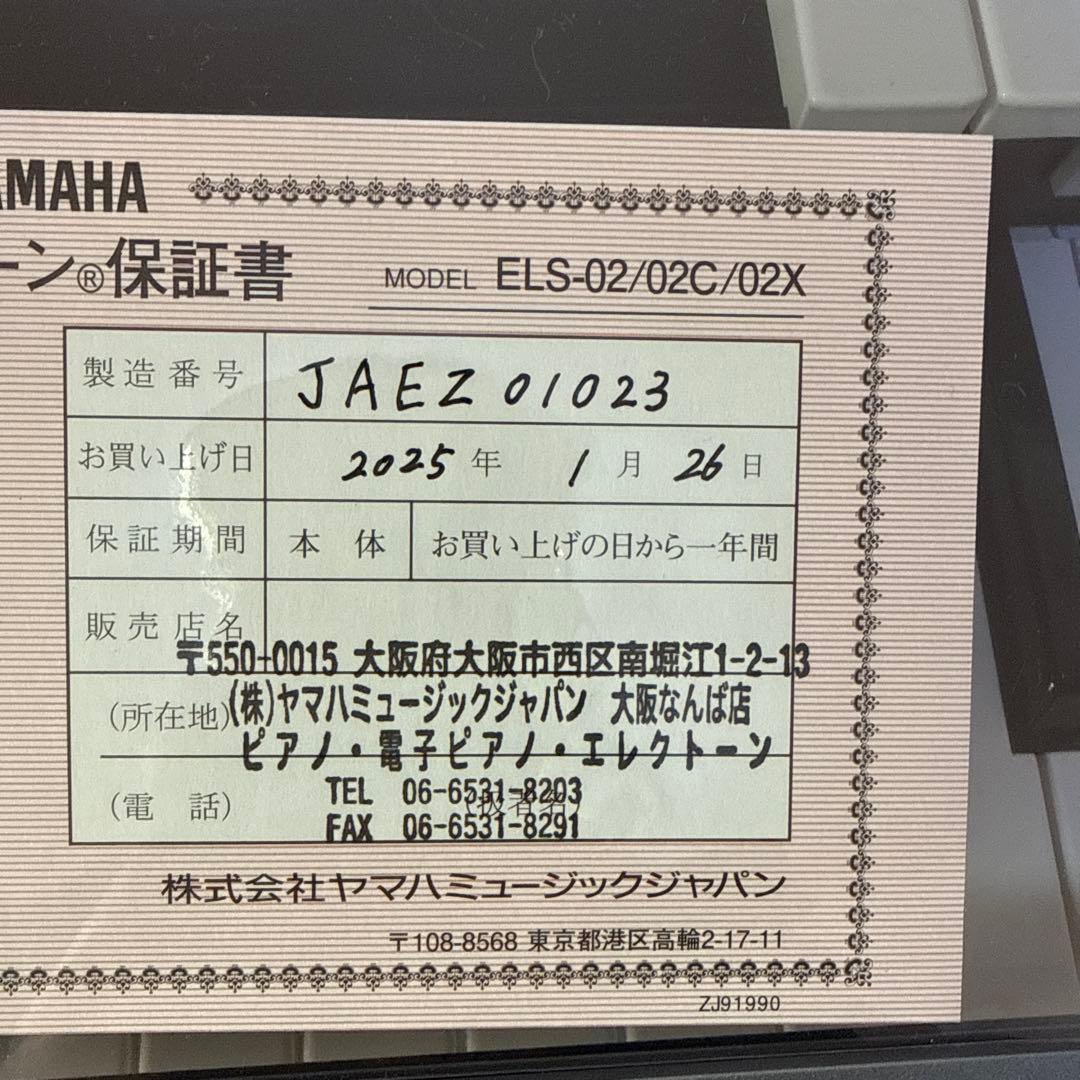 AMAHA
ーン®保証書 MODEL ELS-02/02C/02X
製造番号 JAEZ 01023
お買い上げ日 2025年 1月 26日
保証期間 本体 お買い上げの日から一年間
販売店名
〒550-0015 大阪府大阪市西区南堀江1-2-13
(所在地) (株)ヤマハミュージックジャパン 大阪なんば店
ピアノ・電子ピアノ・エレクトーン
(電話) TEL 06-6531-8203
FAX 06-6531-8291
株式会社ヤマハミュージックジャパン
〒108-8568 東京都港区高輪2-17-11
ZJ91990